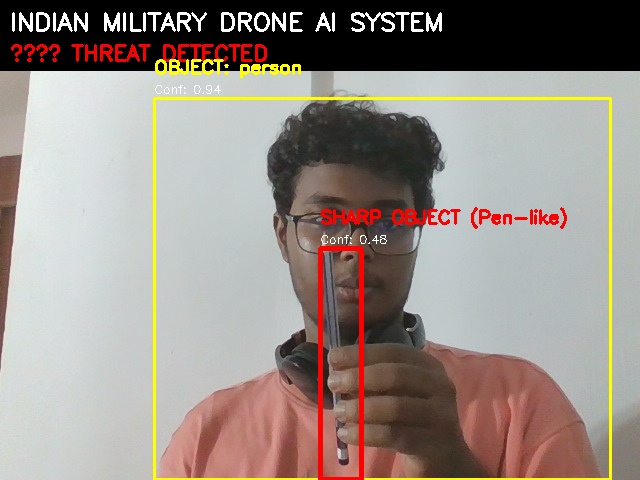 INDIAN MILITARY DRONE AI SYSTEM
???? THREAT DETECTED
OBJECT: person
Conf: 0.94
SHARP OBJECT (Pen-like)
Conf: 0.48